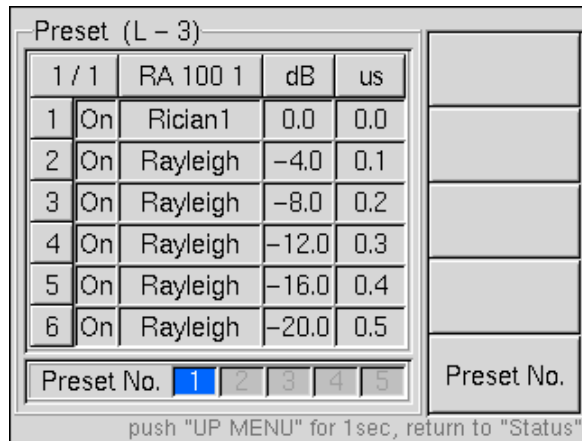 Preset (L – 3)
1 / 1 RA 100 1 dB us
1 On Rician1 0.0 0.0
2 On Rayleigh –4.0 0.1
3 On Rayleigh –8.0 0.2
4 On Rayleigh –12.0 0.3
5 On Rayleigh –16.0 0.4
6 On Rayleigh –20.0 0.5
Preset No. 1 2 3 4 5
Preset No.
push "UP MENU" for 1sec, return to "Status"